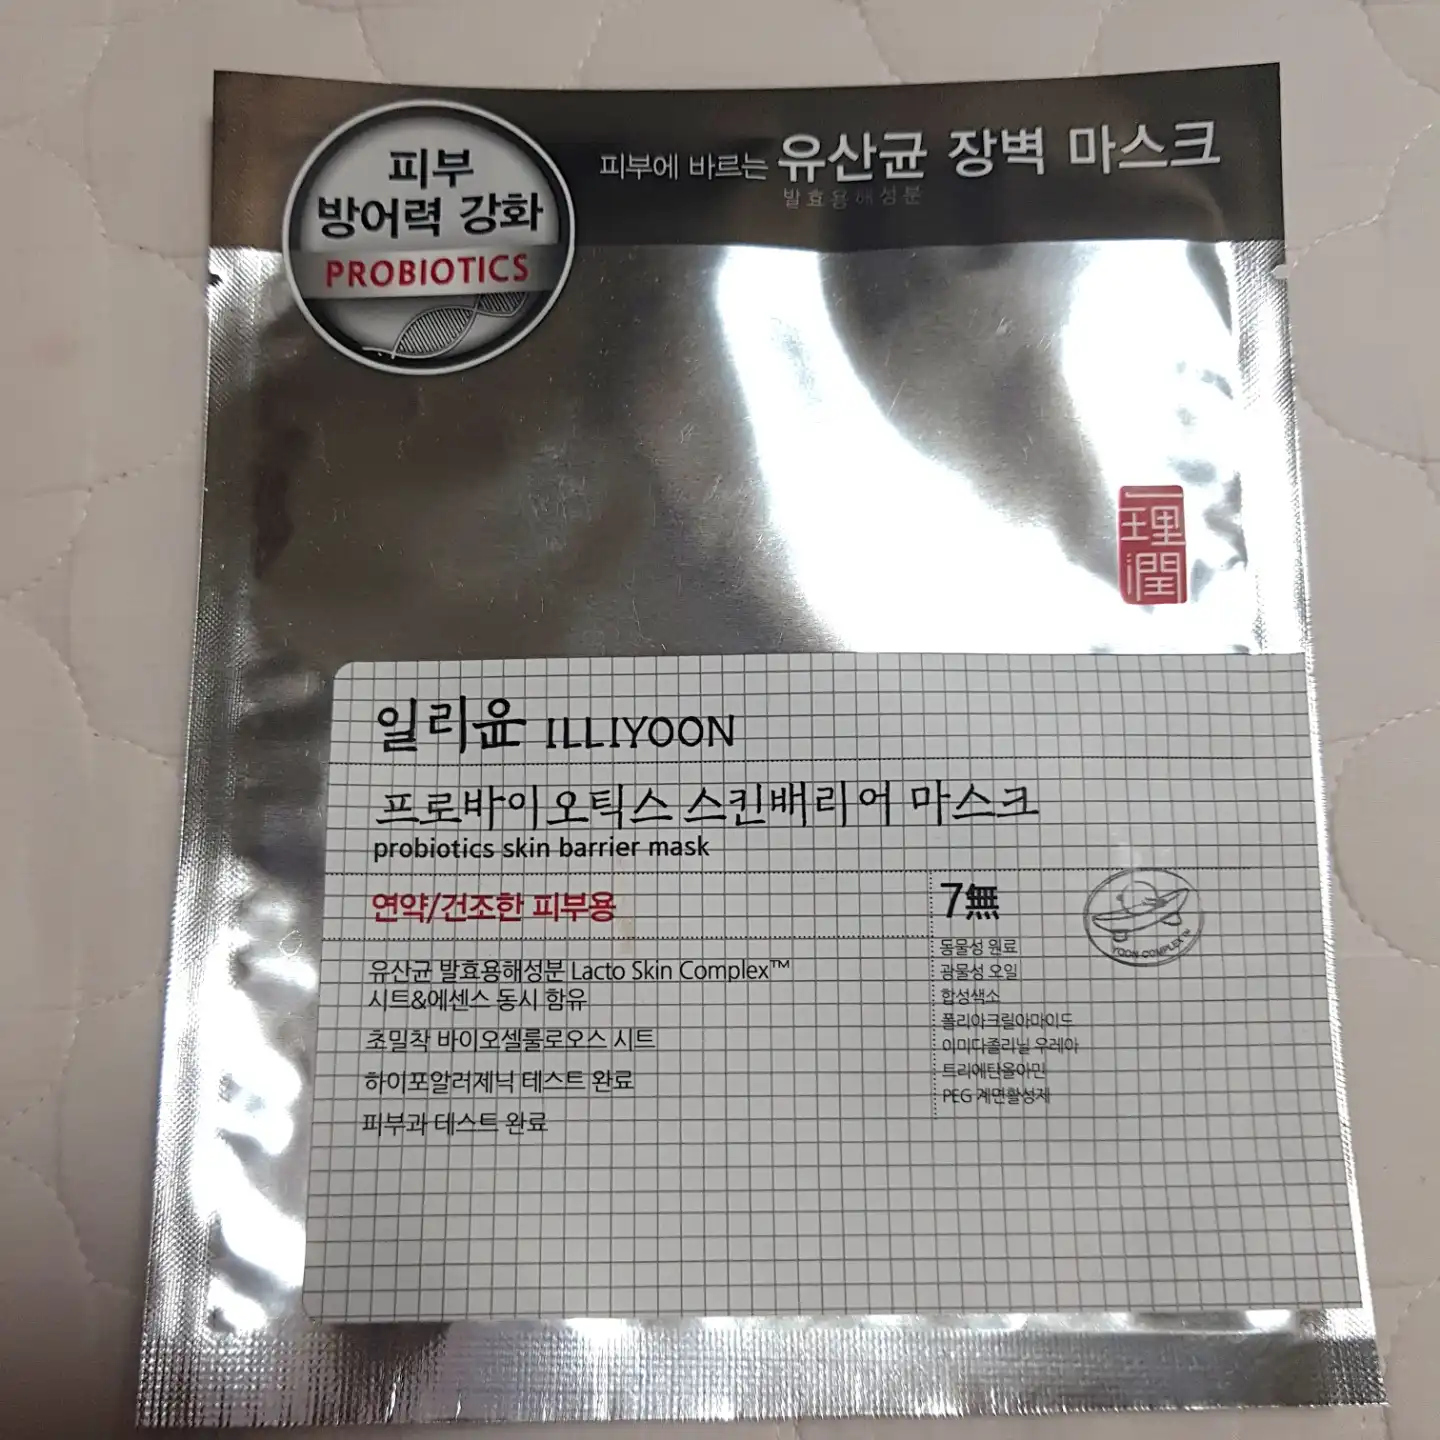 피부
방어력 강화
PROBIOTICS
피부에 바르는 유산균 장벽 마스크
발효용해성분
一理潤
일리윤 ILLIYOON
프로바이오틱스 스킨배리어 마스크
probiotics skin barrier mask
연약/건조한 피부용
유산균 발효용해성분 Lacto Skin Complex™
시트&에센스 동시 함유
초밀착 바이오셀룰로오스 시트
하이포알러제닉 테스트 완료
피부과 테스트 완료
7無
동물성 원료
광물성 오일
합성색소
폴리아크릴아마이드
이미다졸리닐 우레아
트리에탄올아민
PEG 계면활성제
YOON COMPLEX™